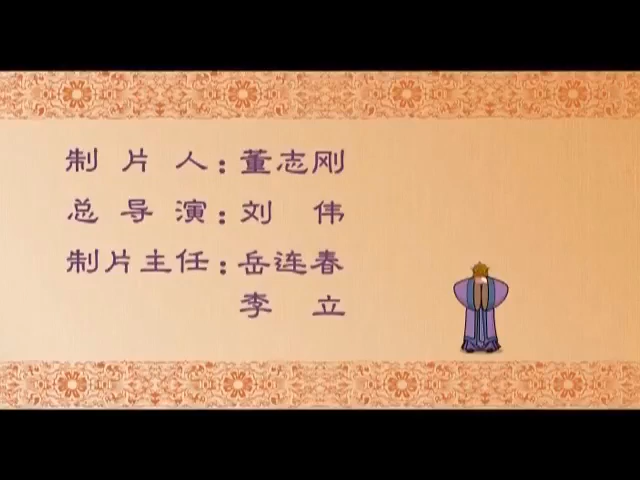 制片人：董志刚
总导演：刘伟
制片主任：岳连春
李立